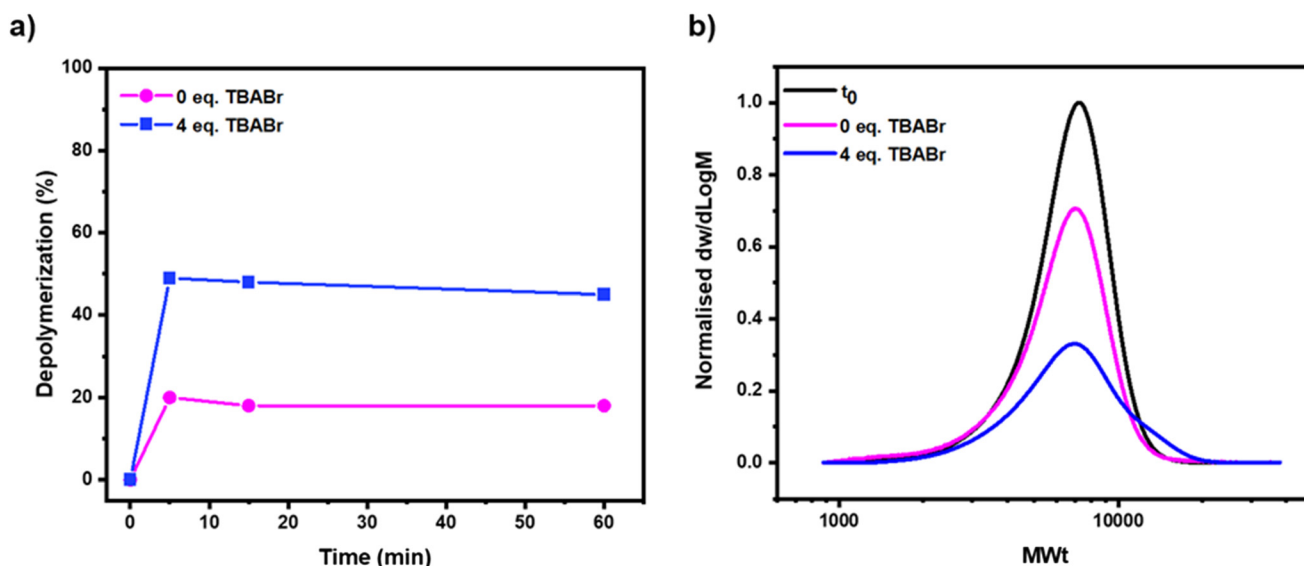 a)
100
80
60
40
20
0
Depolymerization (%)
0 eq. TBABr
4 eq. TBABr
0 10 20 30 40 50 60
Time (min)
b)
1.0
0.8
0.6
0.4
0.2
0.0
Normalised dw/dLogM
t0
0 eq. TBABr
4 eq. TBABr
1000 10000
MWt